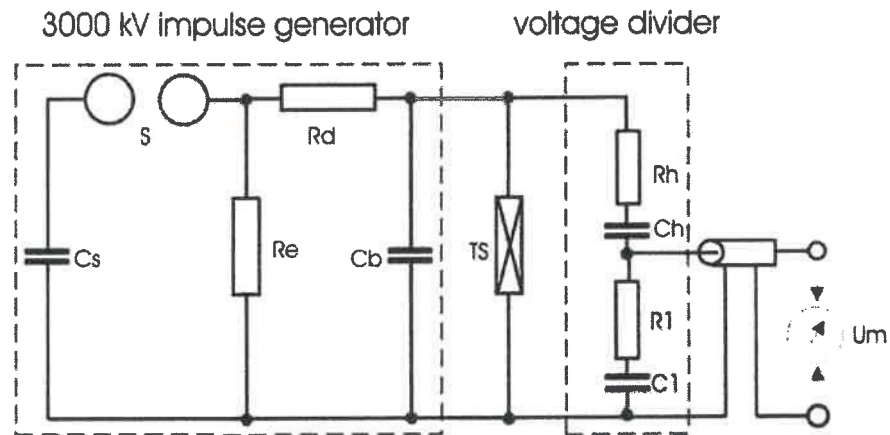 3000 kV impulse generator
voltage divider
S
Rd
Rh
Ch
Cs
Re
Cb
TS
R1
Um
C1